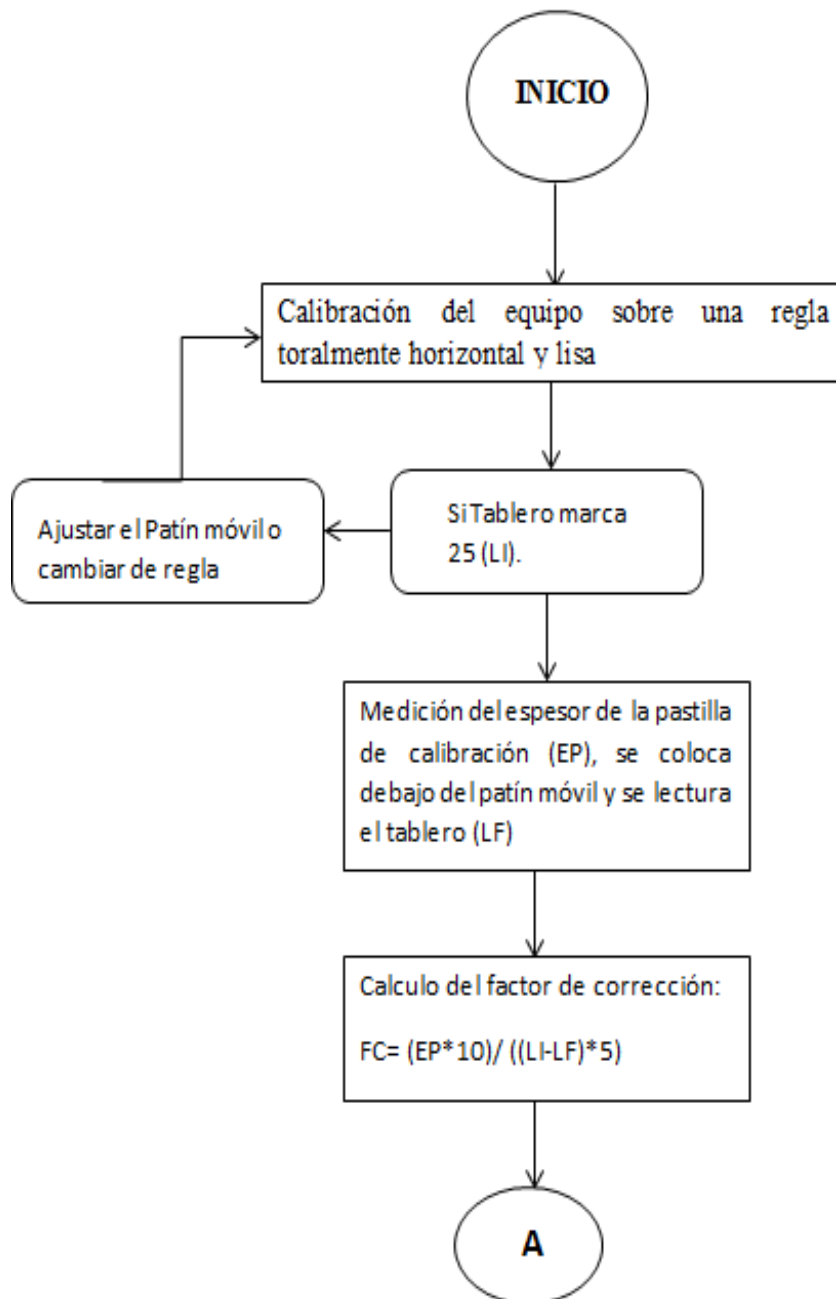 INICIO
Calibración del equipo sobre una regla
toralmente horizontal y lisa
Ajustar el Patín móvil o
cambiar de regla
Si Tablero marca
25 (LI).
Medición del espesor de la pastilla
de calibración (EP), se coloca
debajo del patín móvil y se lectura
el tablero (LF)
Calculo del factor de corrección:
FC= (EP*10)/ ((LI-LF)*5)
A